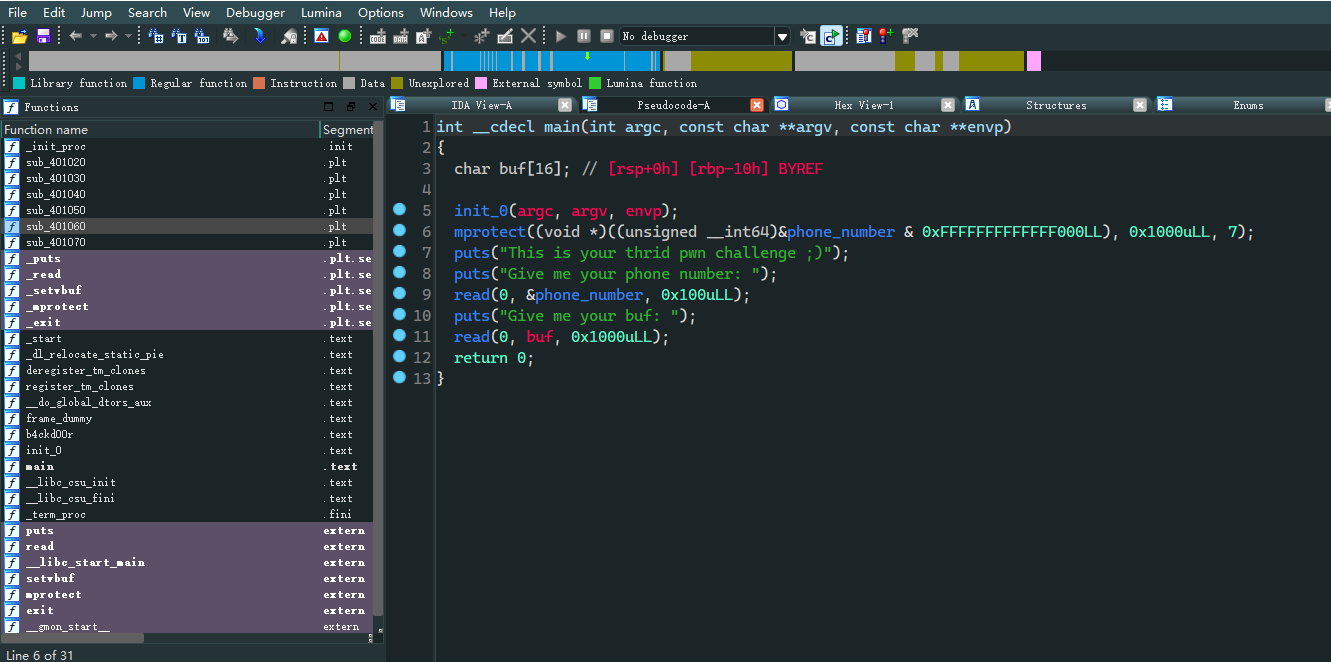 File Edit Jump Search View Debugger Lumina Options Windows Help
No debugger
Library function Regular function Instruction Data Unexplored External symbol Lumina function
Functions
IDA View-A Pseudocode-A Hex View-1 Structures Enums
Function name Segment
_init_proc .init
sub_401020 .plt
sub_401030 .plt
sub_401040 .plt
sub_401050 .plt
sub_401060 .plt
sub_401070 .plt
_puts .plt.se
_read .plt.se
_setvbuf .plt.se
_mprotect .plt.se
_exit .plt.se
_start .text
_dl_relocate_static_pie .text
deregister_tm_clones .text
register_tm_clones .text
__do_global_dtors_aux .text
frame_dummy .text
b4ckd00r .text
init_0 .text
main .text
__libc_csu_init .text
__libc_csu_fini .text
_term_proc .fini
puts extern
read extern
__libc_start_main extern
setvbuf extern
mprotect extern
exit extern
__gmon_start__ extern
Line 6 of 31
1 int __cdecl main(int argc, const char **argv, const char **envp)
2 {
3 char buf[16]; // [rsp+0h] [rbp-10h] BYREF
4
5 init_0(argc, argv, envp);
6 mprotect((void *)((unsigned __int64)&phone_number & 0xFFFFFFFFFFFFF000LL), 0x1000uLL, 7);
7 puts("This is your thrid pwn challenge ;)");
8 puts("Give me your phone number: ");
9 read(0, &phone_number, 0x100uLL);
10 puts("Give me your buf: ");
11 read(0, buf, 0x1000uLL);
12 return 0;
13 }